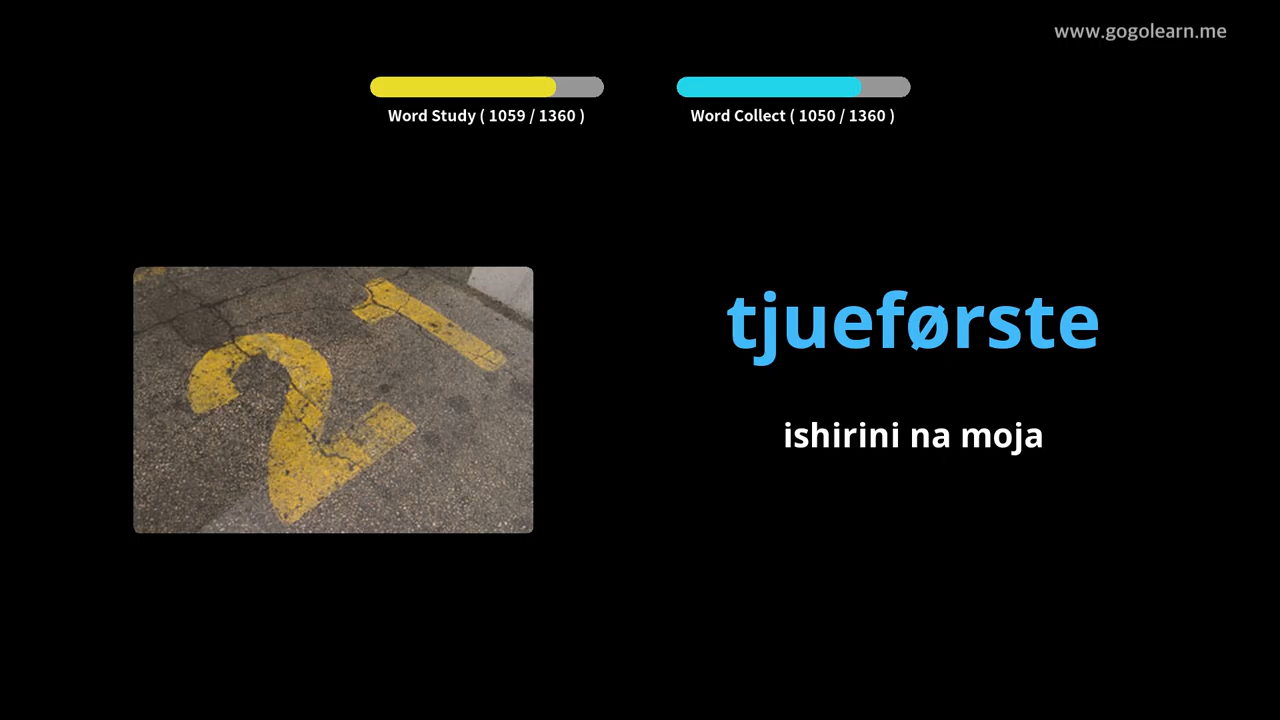 www.gogolearn.me
Word Study ( 1059 / 1360 )
Word Collect ( 1050 / 1360 )
21
tjueførste
ishirini na moja